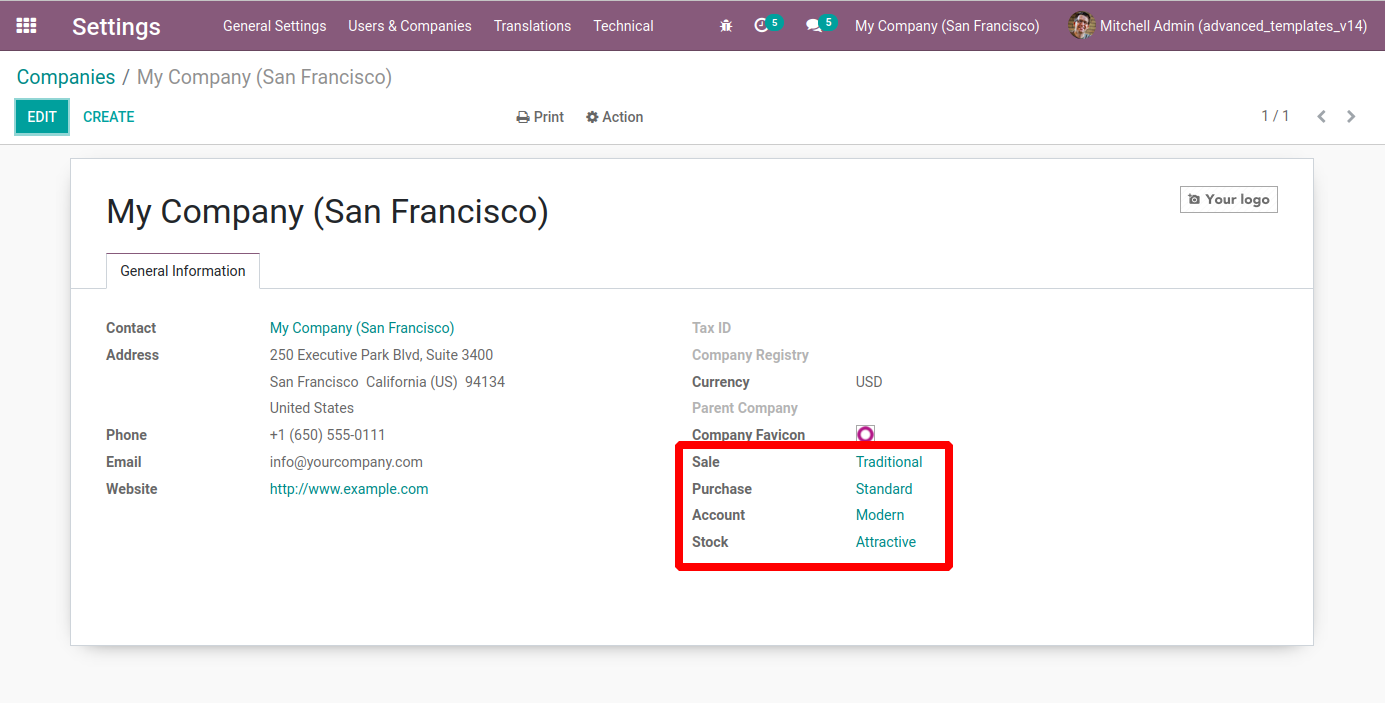 Settings General Settings Users & Companies Translations Technical 5 5 My Company (San Francisco) Mitchell Admin (advanced_templates_v14)
Companies / My Company (San Francisco)
EDIT CREATE Print Action 1 / 1
My Company (San Francisco) Your logo
General Information
Contact My Company (San Francisco) Tax ID
Address 250 Executive Park Blvd, Suite 3400 Company Registry
San Francisco California (US) 94134 Currency USD
United States Parent Company
Phone +1 (650) 555-0111 Company Favicon
Email info@yourcompany.com Sale Traditional
Website http://www.example.com Purchase Standard
Account Modern
Stock Attractive